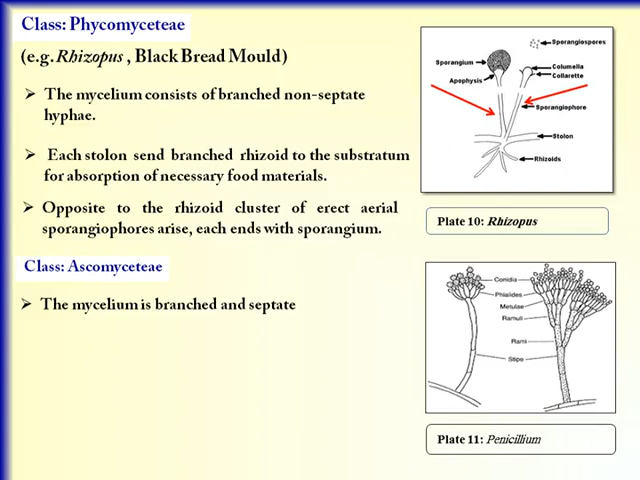 Class: Phycomyceteae
(e.g. Rhizopus , Black Bread Mould)
➢ The mycelium consists of branched non-septate
hyphae.
➢ Each stolon send branched rhizoid to the substratum
for absorption of necessary food materials.
➢ Opposite to the rhizoid cluster of erect aerial
sporangiophores arise, each ends with sporangium.
Class: Ascomyceteae
➢ The mycelium is branched and septate
Sporangiospores
Sporangium
Columella
Apophysis
Collarette
Sporangiophore
Stolon
Rhizoids
Plate 10: Rhizopus
Conidia
Phialides
Metulae
Ramuli
Rami
Stipe
Plate 11: Penicillium